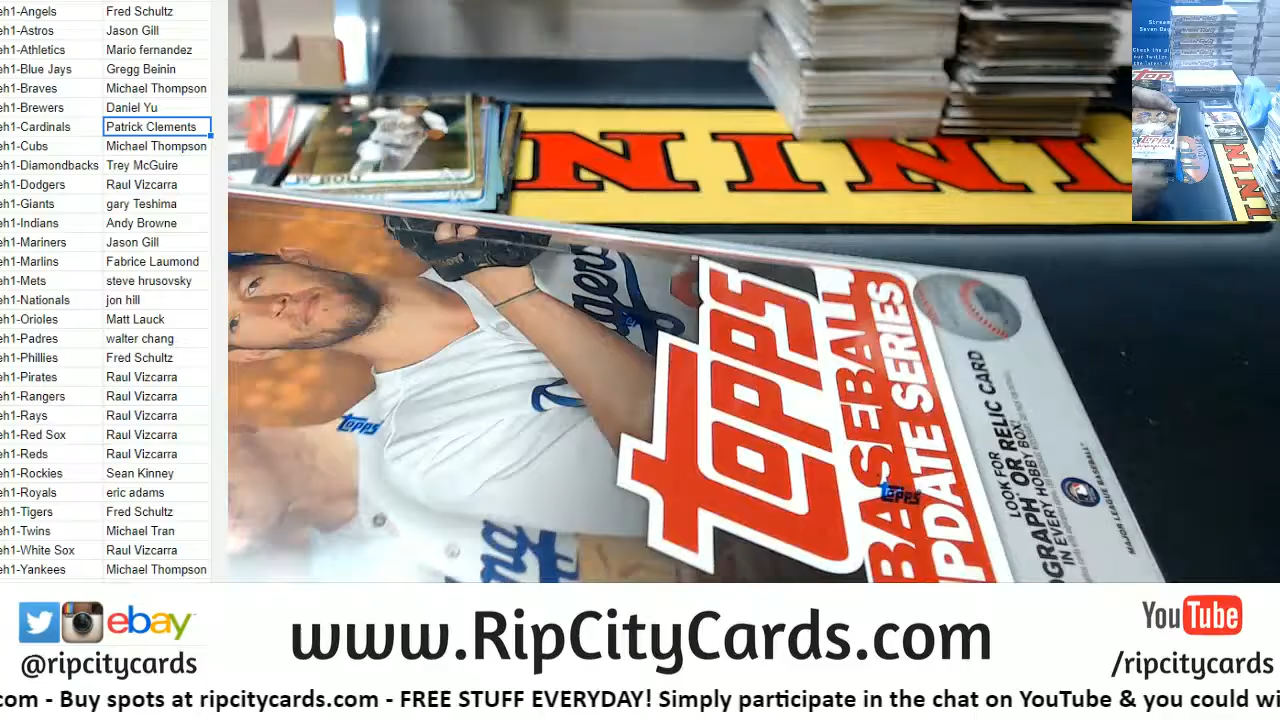 eh1-Angels Fred Schultz
eh1-Astros Jason Gill
eh1-Athletics Mario fernandez
eh1-Blue Jays Gregg Beinin
eh1-Braves Michael Thompson
eh1-Brewers Daniel Yu
eh1-Cardinals Patrick Clements
eh1-Cubs Michael Thompson
eh1-Diamondbacks Trey McGuire
eh1-Dodgers Raul Vizcarra
eh1-Giants gary Teshima
eh1-Indians Andy Browne
eh1-Mariners Jason Gill
eh1-Marlins Fabrice Laumond
eh1-Mets steve hrusovsky
eh1-Nationals jon hill
eh1-Orioles Matt Lauck
eh1-Padres walter chang
eh1-Phillies Fred Schultz
eh1-Pirates Raul Vizcarra
eh1-Rangers Raul Vizcarra
eh1-Rays Raul Vizcarra
eh1-Red Sox Raul Vizcarra
eh1-Reds Raul Vizcarra
eh1-Rockies Sean Kinney
eh1-Royals eric adams
eh1-Tigers Fred Schultz
eh1-Twins Michael Tran
eh1-White Sox Raul Vizcarra
eh1-Yankees Michael Thompson
NINI
topps
BASEBALL
UPDATE SERIES
topps
topps
LOOK FOR
OGRAPH OR RELIC CARD
IN EVERY HOBBY BOX!
MAJOR LEAGUE BASEBALL
ebay
@ripcitycards
www.RipCityCards.com
YouTube
/ripcitycards
com - Buy spots at ripcitycards.com - FREE STUFF EVERYDAY! Simply participate in the chat on YouTube & you could wi